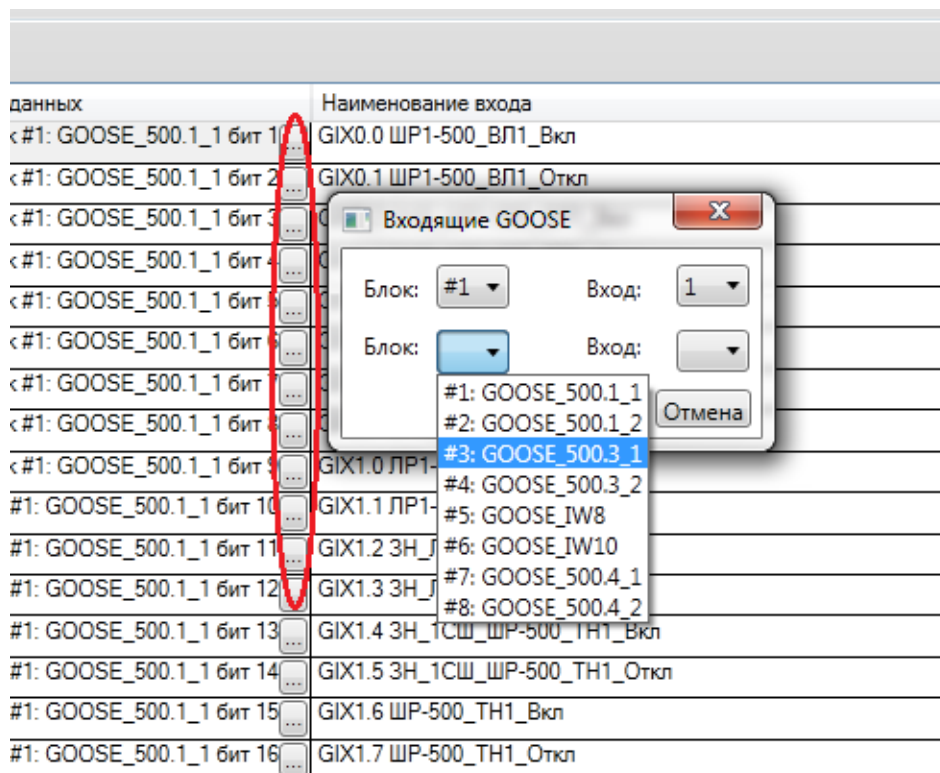 данных Наименование входа
к #1: GOOSE_500.1_1 бит 1 ... GIX0.0 ШР1-500_ВЛ1_Вкл
к #1: GOOSE_500.1_1 бит 2 ... GIX0.1 ШР1-500_ВЛ1_Откл
к #1: GOOSE_500.1_1 бит 3 ...
к #1: GOOSE_500.1_1 бит 4 ...
к #1: GOOSE_500.1_1 бит 5 ...
к #1: GOOSE_500.1_1 бит 6 ...
к #1: GOOSE_500.1_1 бит 7 ...
к #1: GOOSE_500.1_1 бит 8 ...
к #1: GOOSE_500.1_1 бит 9 ... GIX1.0 ЛР1-
#1: GOOSE_500.1_1 бит 10 ... GIX1.1 ЛР1-
#1: GOOSE_500.1_1 бит 11 ... GIX1.2 ЗН_Л
#1: GOOSE_500.1_1 бит 12 ... GIX1.3 ЗН_Л
#1: GOOSE_500.1_1 бит 13 ... GIX1.4 ЗН_1СШ_ШР-500_ТН1_Вкл
#1: GOOSE_500.1_1 бит 14 ... GIX1.5 ЗН_1СШ_ШР-500_ТН1_Откл
#1: GOOSE_500.1_1 бит 15 ... GIX1.6 ШР-500_ТН1_Вкл
#1: GOOSE_500.1_1 бит 16 ... GIX1.7 ШР-500_ТН1_Откл
Входящие GOOSE X
Блок: #1 Вход: 1
Блок: Вход:
#1: GOOSE_500.1_1
#2: GOOSE_500.1_2
#3: GOOSE_500.3_1
#4: GOOSE_500.3_2
#5: GOOSE_IW8
#6: GOOSE_IW10
#7: GOOSE_500.4_1
#8: GOOSE_500.4_2
Отмена